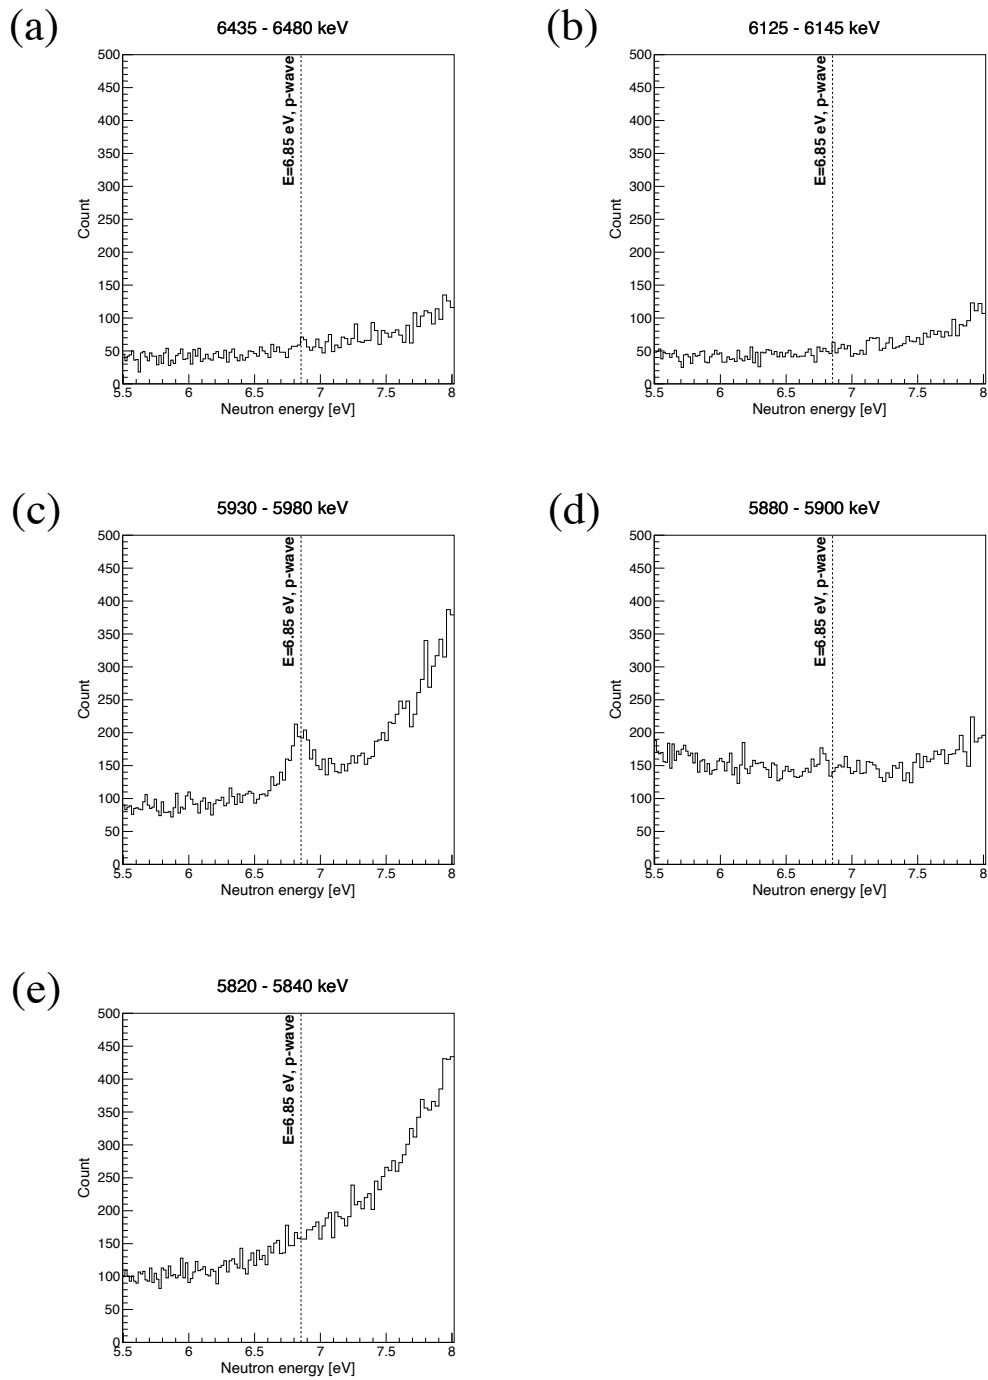 (a)
6435 - 6480 keV
500
450
400
350
300
250
200
150
100
50
0
Count
E=6.85 eV, p-wave
5.5 6 6.5 7 7.5 8
Neutron energy [eV]
(b)
6125 - 6145 keV
500
450
400
350
300
250
200
150
100
50
0
Count
E=6.85 eV, p-wave
5.5 6 6.5 7 7.5 8
Neutron energy [eV]
(c)
5930 - 5980 keV
500
450
400
350
300
250
200
150
100
50
0
Count
E=6.85 eV, p-wave
5.5 6 6.5 7 7.5 8
Neutron energy [eV]
(d)
5880 - 5900 keV
500
450
400
350
300
250
200
150
100
50
0
Count
E=6.85 eV, p-wave
5.5 6 6.5 7 7.5 8
Neutron energy [eV]
(e)
5820 - 5840 keV
500
450
400
350
300
250
200
150
100
50
0
Count
E=6.85 eV, p-wave
5.5 6 6.5 7 7.5 8
Neutron energy [eV]